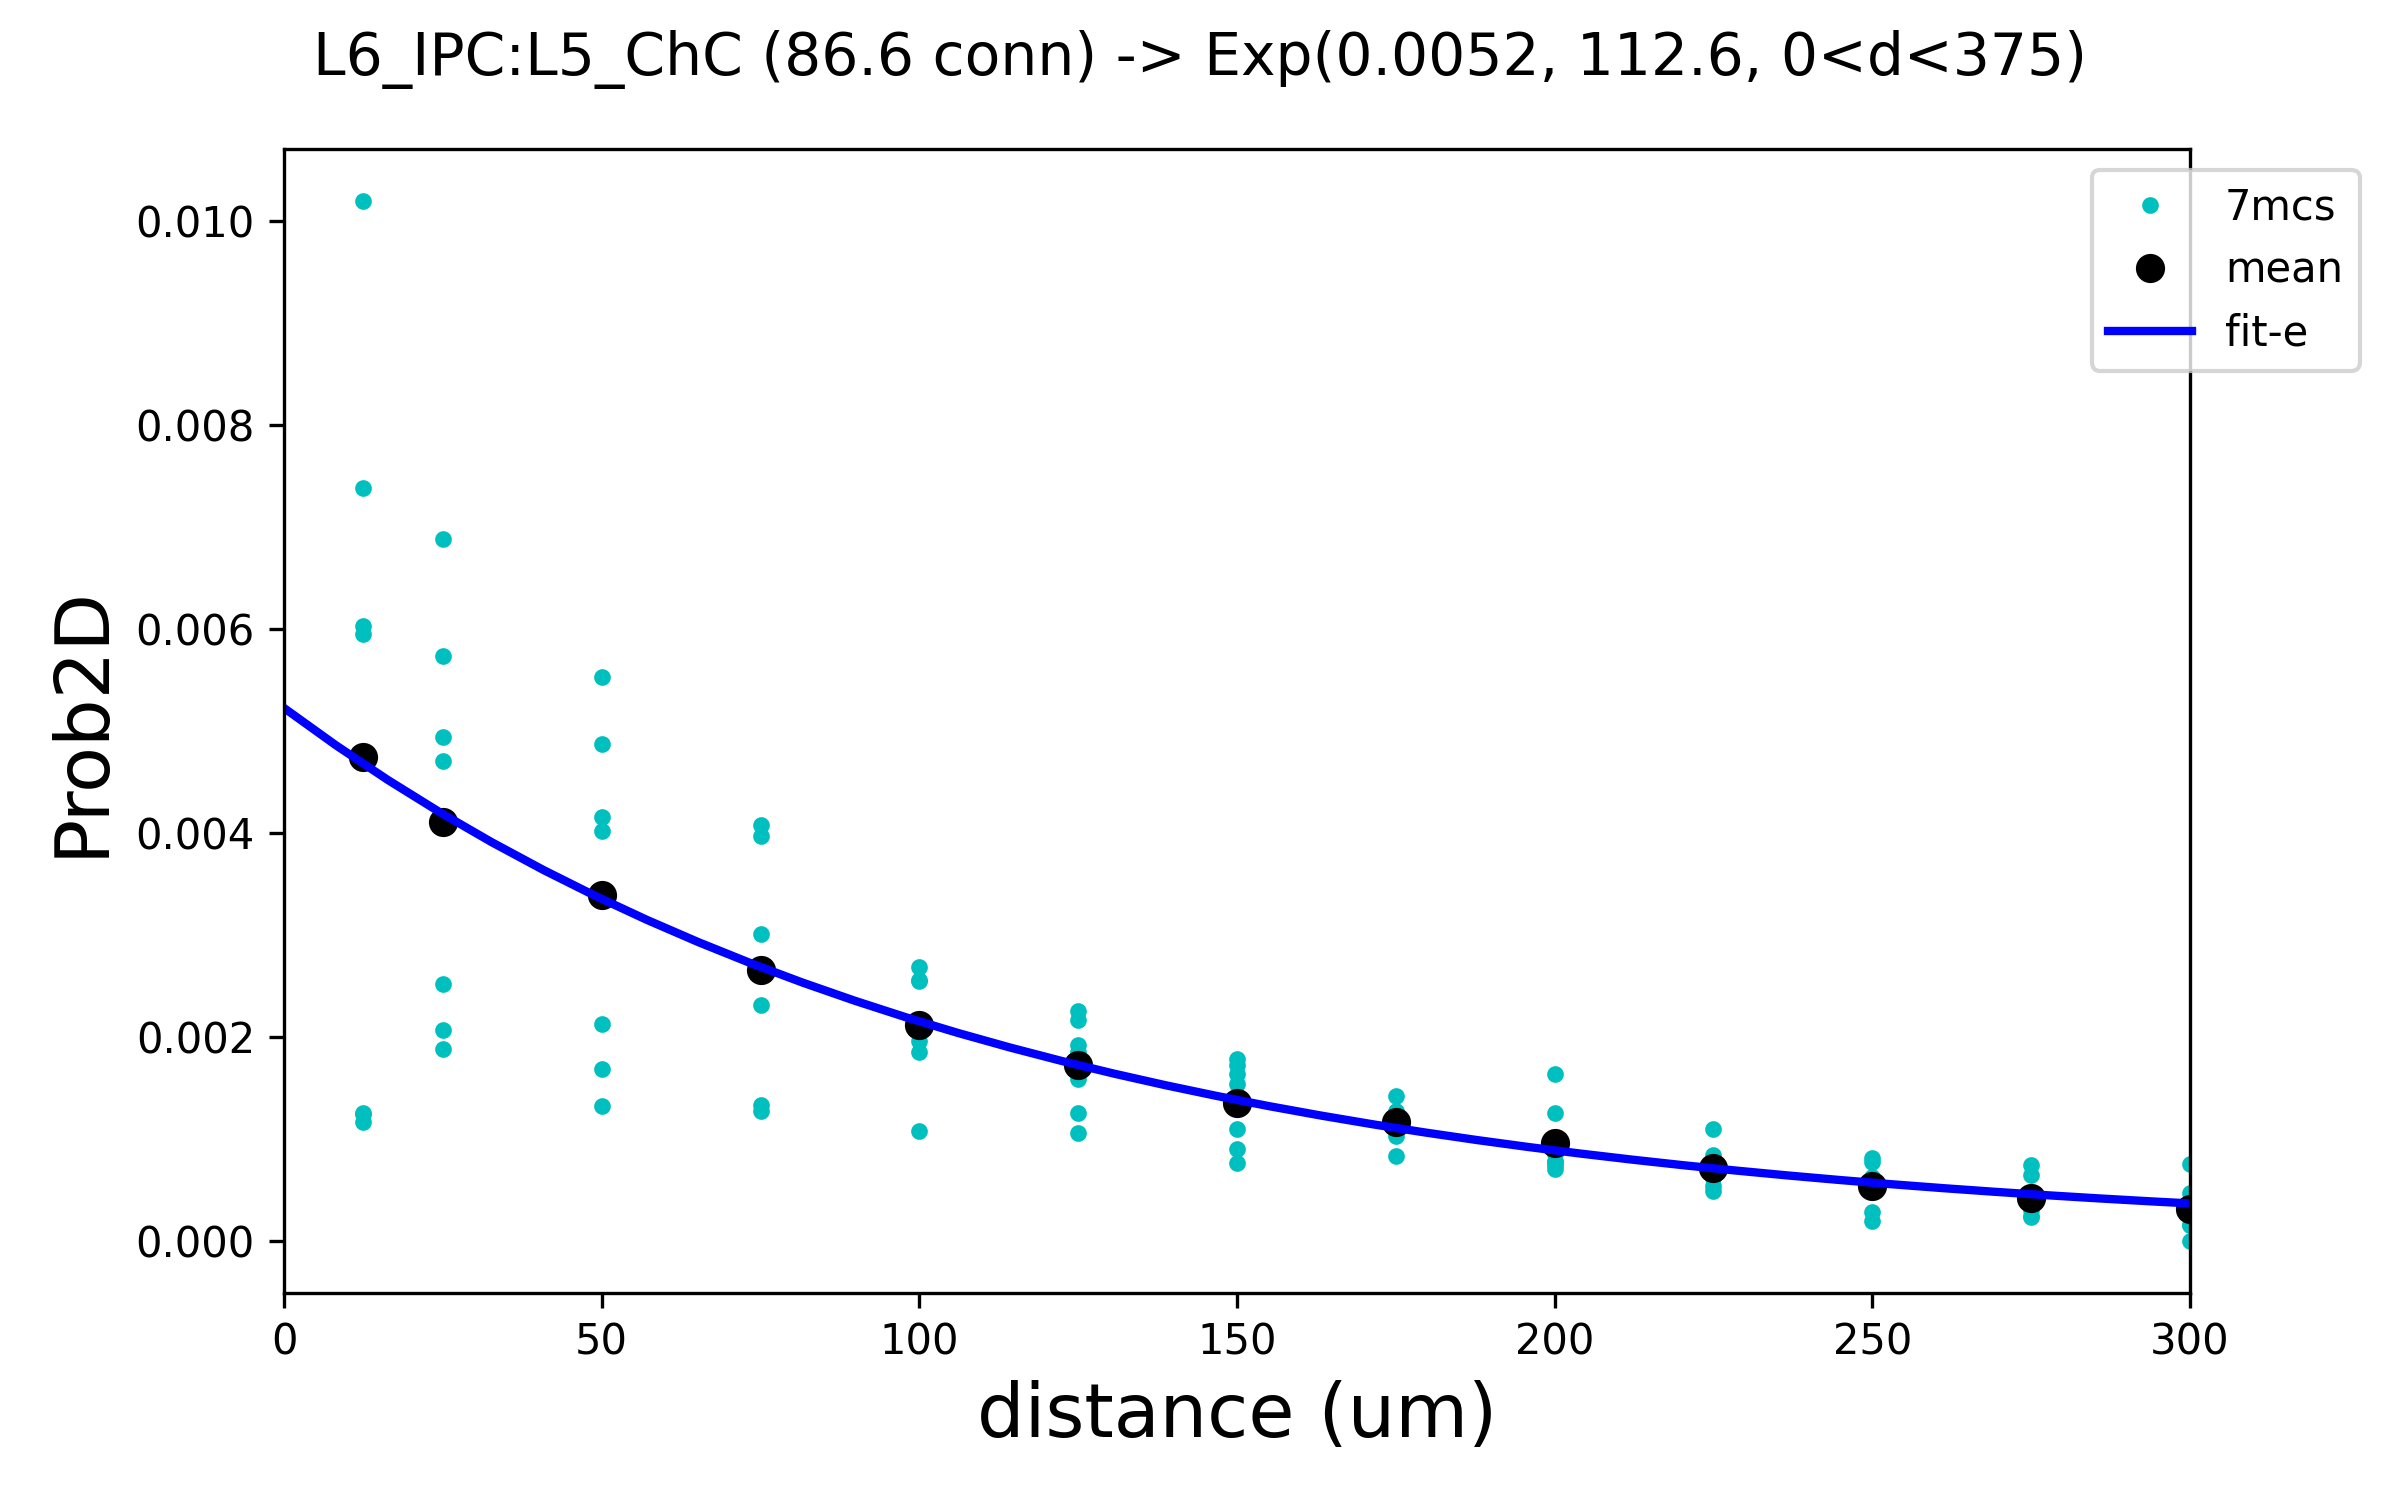 L6_IPC:L5_ChC (86.6 conn) -> Exp(0.0052, 112.6, 0<d<375)
7mcs
mean
fit-e
0.010
0.008
0.006
0.004
0.002
0.000
Prob2D
0 50 100 150 200 250 300
distance (um)